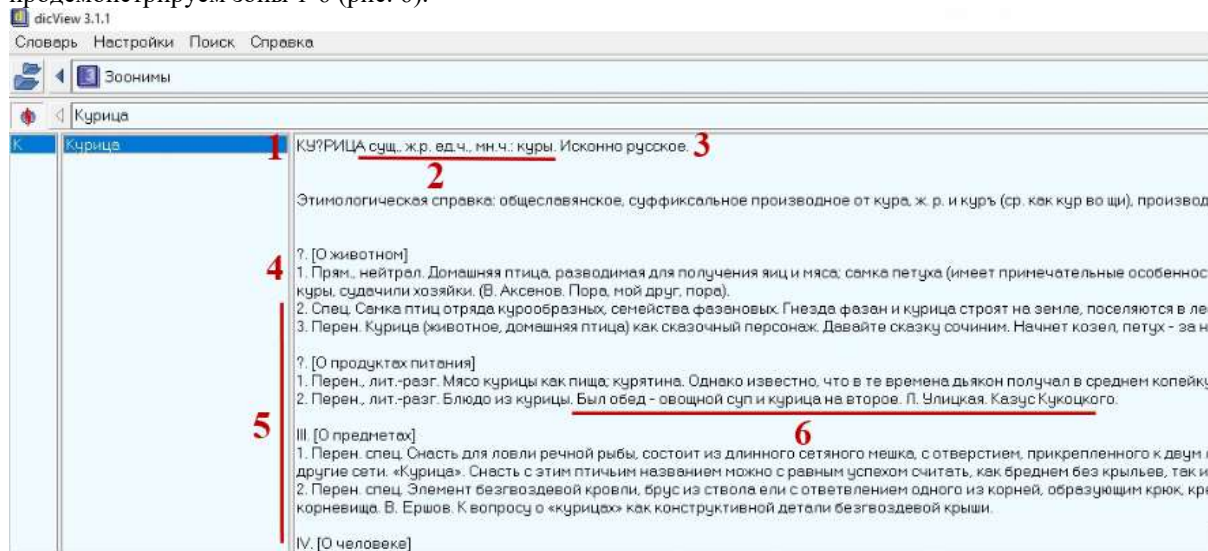 продемонстрируем зоны 1-6 (рис. 6).
dicView 3.1.1
Словарь Настройки Поиск Справка
3 Зоонимы
Курица
К Курица 1 КУ?РИЦА сущ., ж.р. ед.ч., мн.ч.: куры. Исконно русское. 3
2
Этимологическая справка: общеславянское, суффиксальное производное от кура, ж. р. и куръ (ср. как кур во щи), производ
?. [О животном]
4 1. Прям., нейтрал. Домашняя птица, разводимая для получения яиц и мяса; самка петуха (имеет примечательные особеннос
куры, судачили хозяйки. (В. Аксенов. Пора, мой друг, пора).
2. Спец. Самка птиц отряда курообразных, семейства фазановых. Гнезда фазан и курица строят на земле, поселяются в ле
3. Перен. Курица (животное, домашняя птица) как сказочный персонаж. Давайте сказку сочиним. Начнет козел, петух - за н
?. [О продуктах питания]
1. Перен., лит.-разг. Мясо курицы как пища; курятина. Однако известно, что в те времена дьякон получал в среднем копейку
2. Перен., лит.-разг. Блюдо из курицы. Был обед - овощной суп и курица на второе. Л. Улицкая. Казус Кукоцкого.
5 III. [О предметах] 6
1. Перен. спец. Снасть для ловли речной рыбы, состоит из длинного сетяного мешка, с отверстием, прикрепленного к двум
другие сети. «Курица». Снасть с этим птичьим названием можно с равным успехом считать, как бреднем без крыльев, так и
2. Перен. спец. Элемент безгвоздевой кровли, брус из ствола ели с ответвлением одного из корней, образующим крюк, кре
корневища. В. Ершов. К вопросу о «курицах» как конструктивной детали безгвоздевой крыши.
IV. [О человеке]